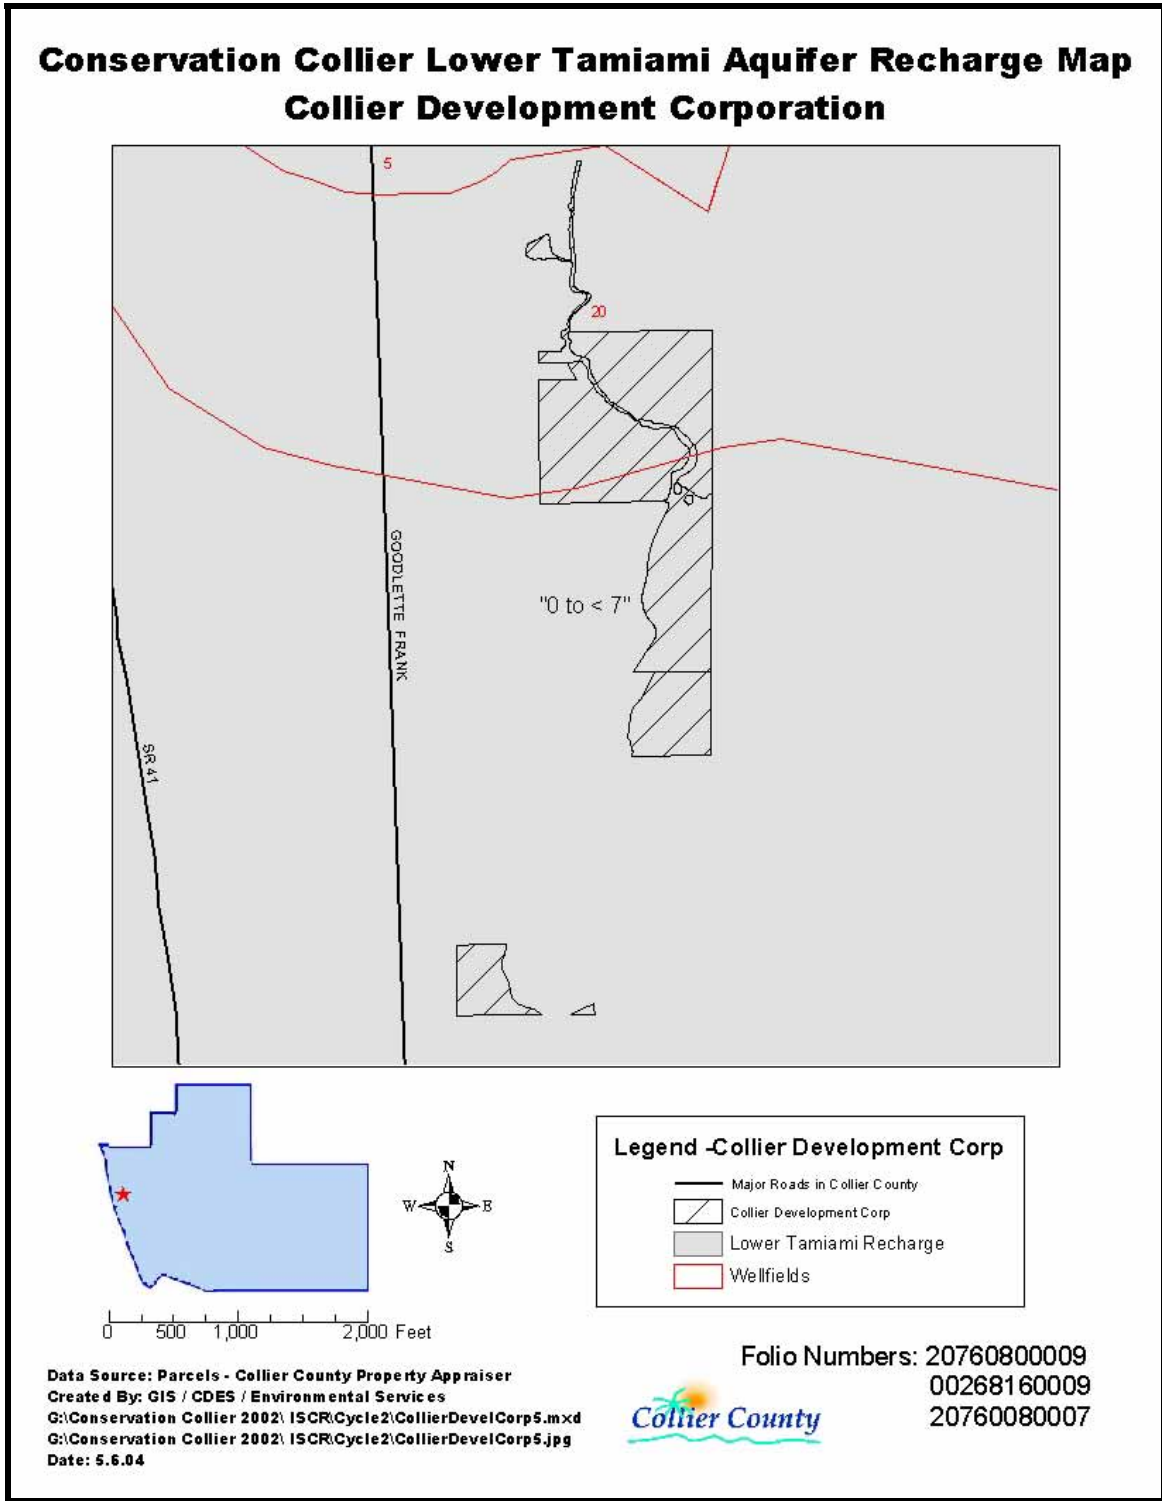 Conservation Collier Lower Tamiami Aquifer Recharge Map
Collier Development Corporation
5
20
GOODLETTE FRANK
"0 to < 7"
SR 41
N
W
E
S
0 500 1,000 2,000 Feet
Legend -Collier Development Corp
Major Roads in Collier County
Collier Development Corp
Lower Tamiami Recharge
Wellfields
Data Source: Parcels - Collier County Property Appraiser
Created By: GIS / CDES / Environmental Services
G:\Conservation Collier 2002\ ISCR\Cycle2\CollierDevelCorp5.mxd
G:\Conservation Collier 2002\ ISCR\Cycle2\CollierDevelCorp5.jpg
Date: 5.6.04
Collier County
Folio Numbers: 20760800009
00268160009
20760080007